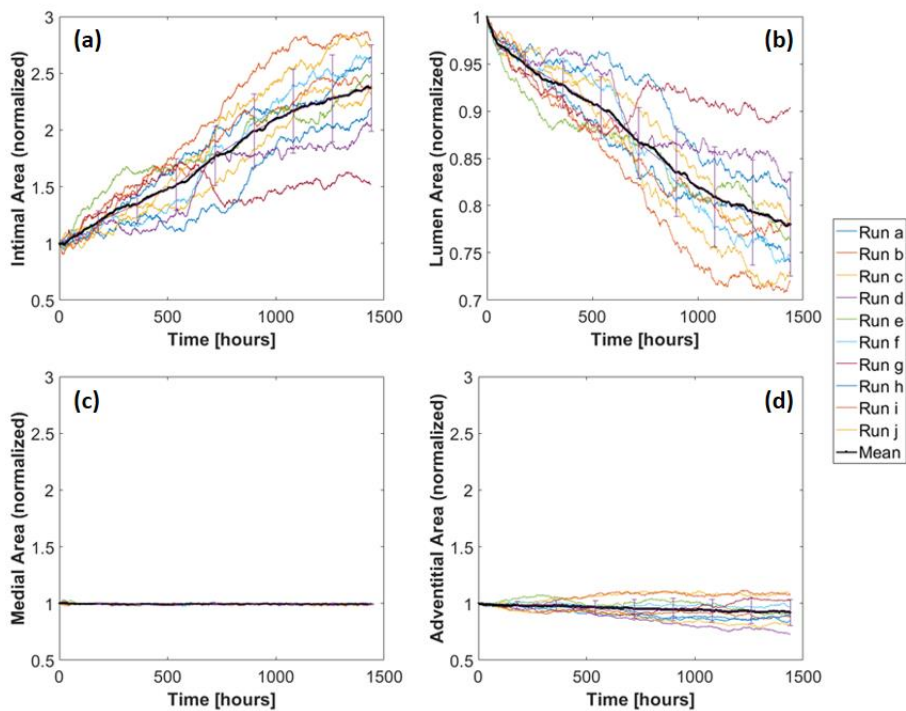 (a)
Intimal Area (normalized)
3
2.5
2
1.5
1
0.5
0 500 1000 1500
Time [hours]
(b)
Lumen Area (normalized)
1
0.95
0.9
0.85
0.8
0.75
0.7
0 500 1000 1500
Time [hours]
(c)
Medial Area (normalized)
3
2.5
2
1.5
1
0.5
0 500 1000 1500
Time [hours]
(d)
Adventitial Area (normalized)
3
2.5
2
1.5
1
0.5
0 500 1000 1500
Time [hours]
Run a
Run b
Run c
Run d
Run e
Run f
Run g
Run h
Run i
Run j
Mean